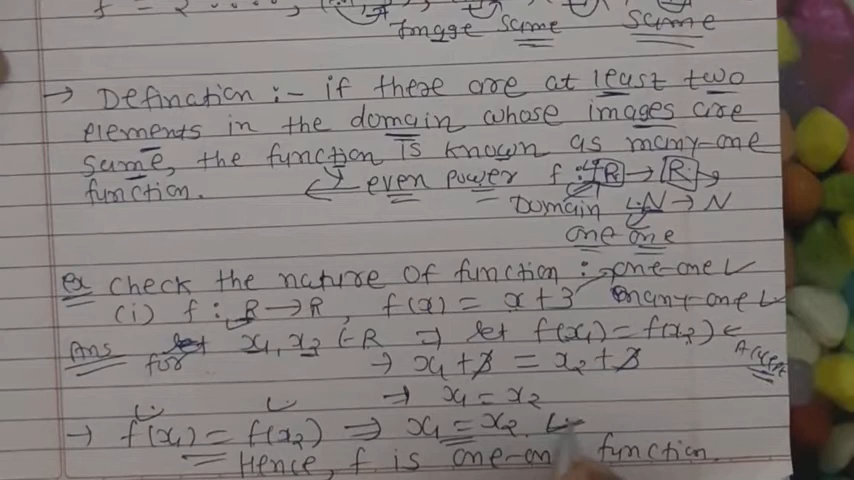 Image same same
→ Defination :- if there are at least two
elements in the domain whose images are
same, the function is known as many-one
function. even power f : R → R
Domain N → N
one one
ex check the nature of function : one-one
(i) f : R → R, f(x) = x+3 many-one
Ans for x₁, x₂ ∈ R ⇒ let f(x₁) = f(x₂)
→ x₁ + 3 = x₂ + 3
→ x₁ = x₂
→ f(x₁) = f(x₂) ⇒ x₁ = x₂
Hence, f is one-one function.